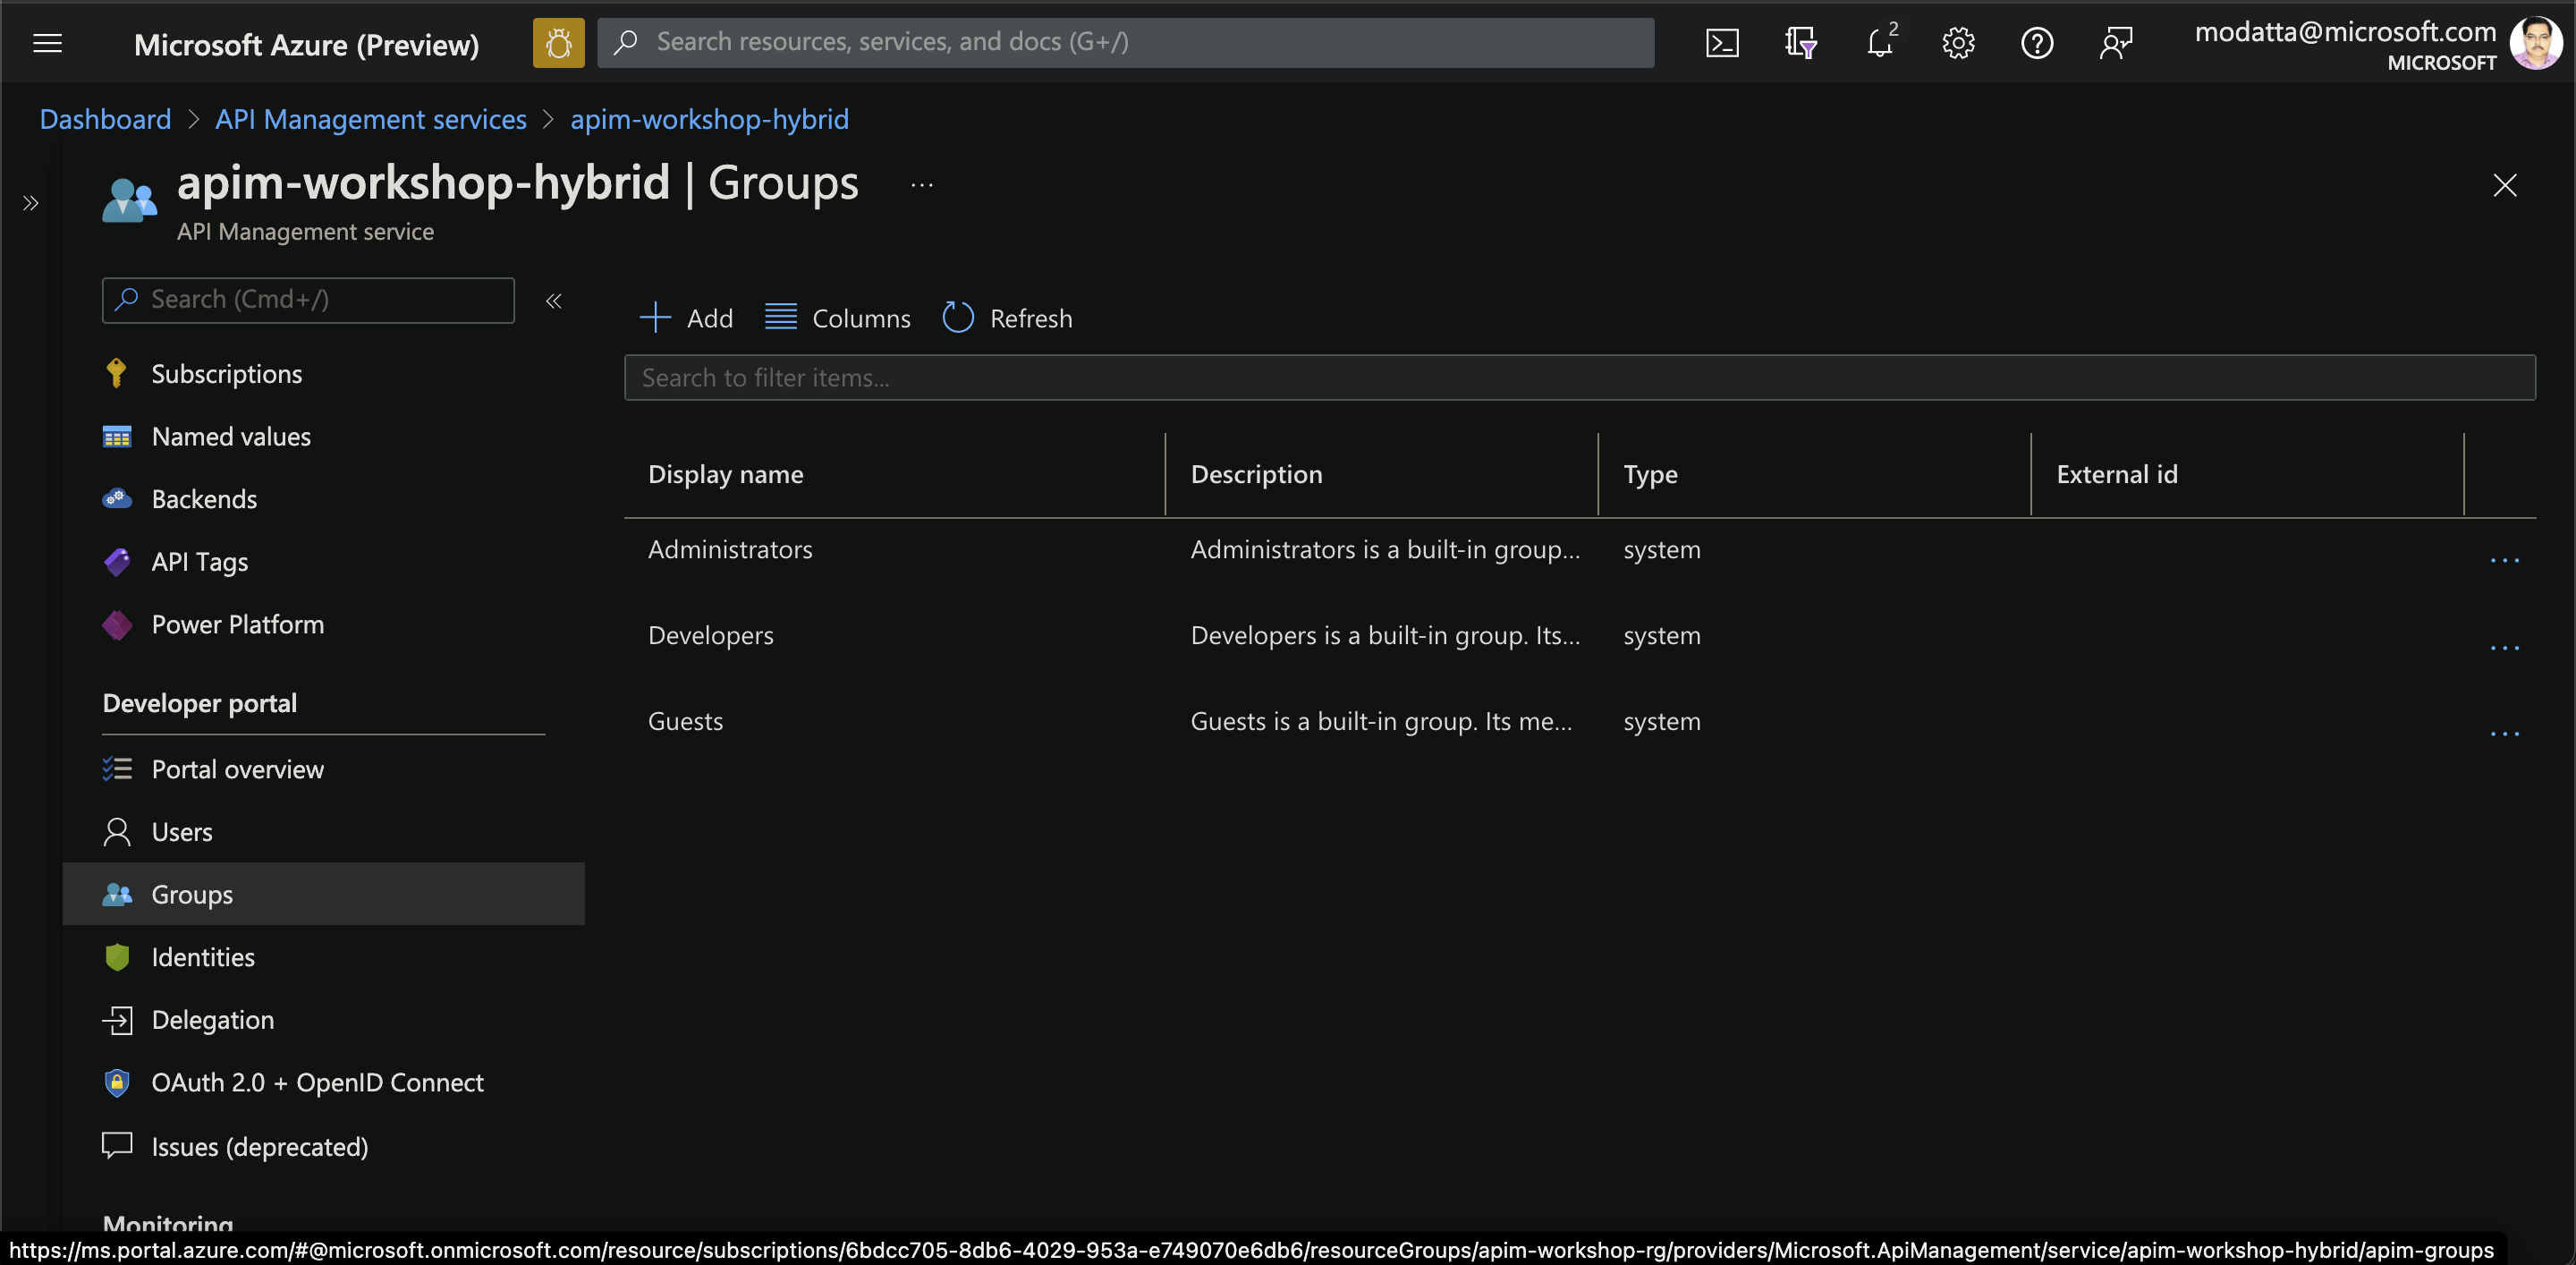 Microsoft Azure (Preview)
Search resources, services, and docs (G+/)
2
modatta@microsoft.com
MICROSOFT
Dashboard > API Management services > apim-workshop-hybrid
apim-workshop-hybrid | Groups ...
API Management service
Search (Cmd+/)
Subscriptions
Named values
Backends
API Tags
Power Platform
Developer portal
Portal overview
Users
Groups
Identities
Delegation
OAuth 2.0 + OpenID Connect
Issues (deprecated)
Monitoring
Add Columns Refresh
Search to filter items...
Display name Description Type External id
Administrators Administrators is a built-in group... system ...
Developers Developers is a built-in group. Its... system ...
Guests Guests is a built-in group. Its me... system ...
https://ms.portal.azure.com/#@microsoft.onmicrosoft.com/resource/subscriptions/6bdcc705-8db6-4029-953a-e749070e6db6/resourceGroups/apim-workshop-rg/providers/Microsoft.ApiManagement/service/apim-workshop-hybrid/apim-groups